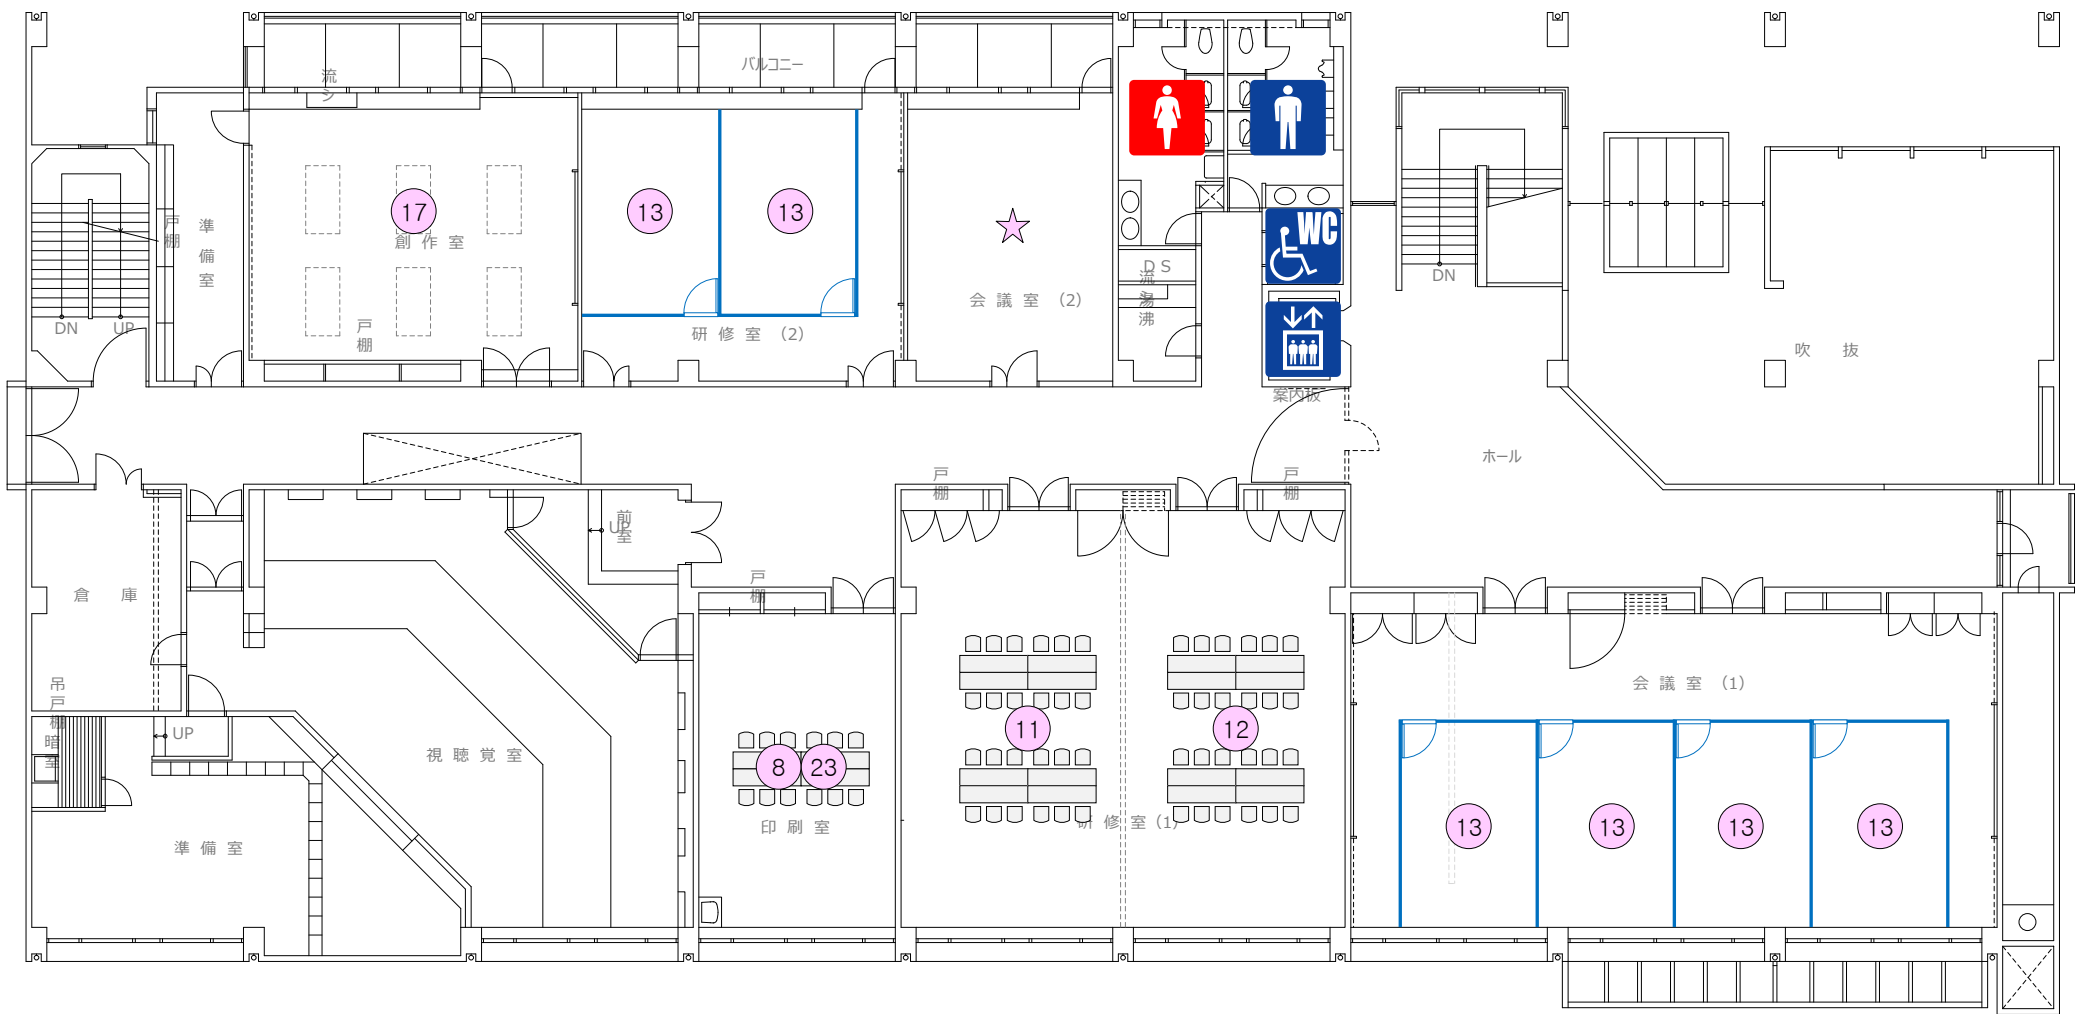 バルコニー
流シ
戸棚
準備室
17
創作室
戸棚
13
13
研修室 (2)
会議室 (2)
WC
DS
流シ
湯沸
DN
UP
DN
吹抜
案内板
ホール
戸棚
戸棚
前室
UP
戸棚
倉庫
吊戸棚
暗室
UP
準備室
視聴覚室
8
23
印刷室
11
12
研修室 (1)
会議室 (1)
13
13
13
13